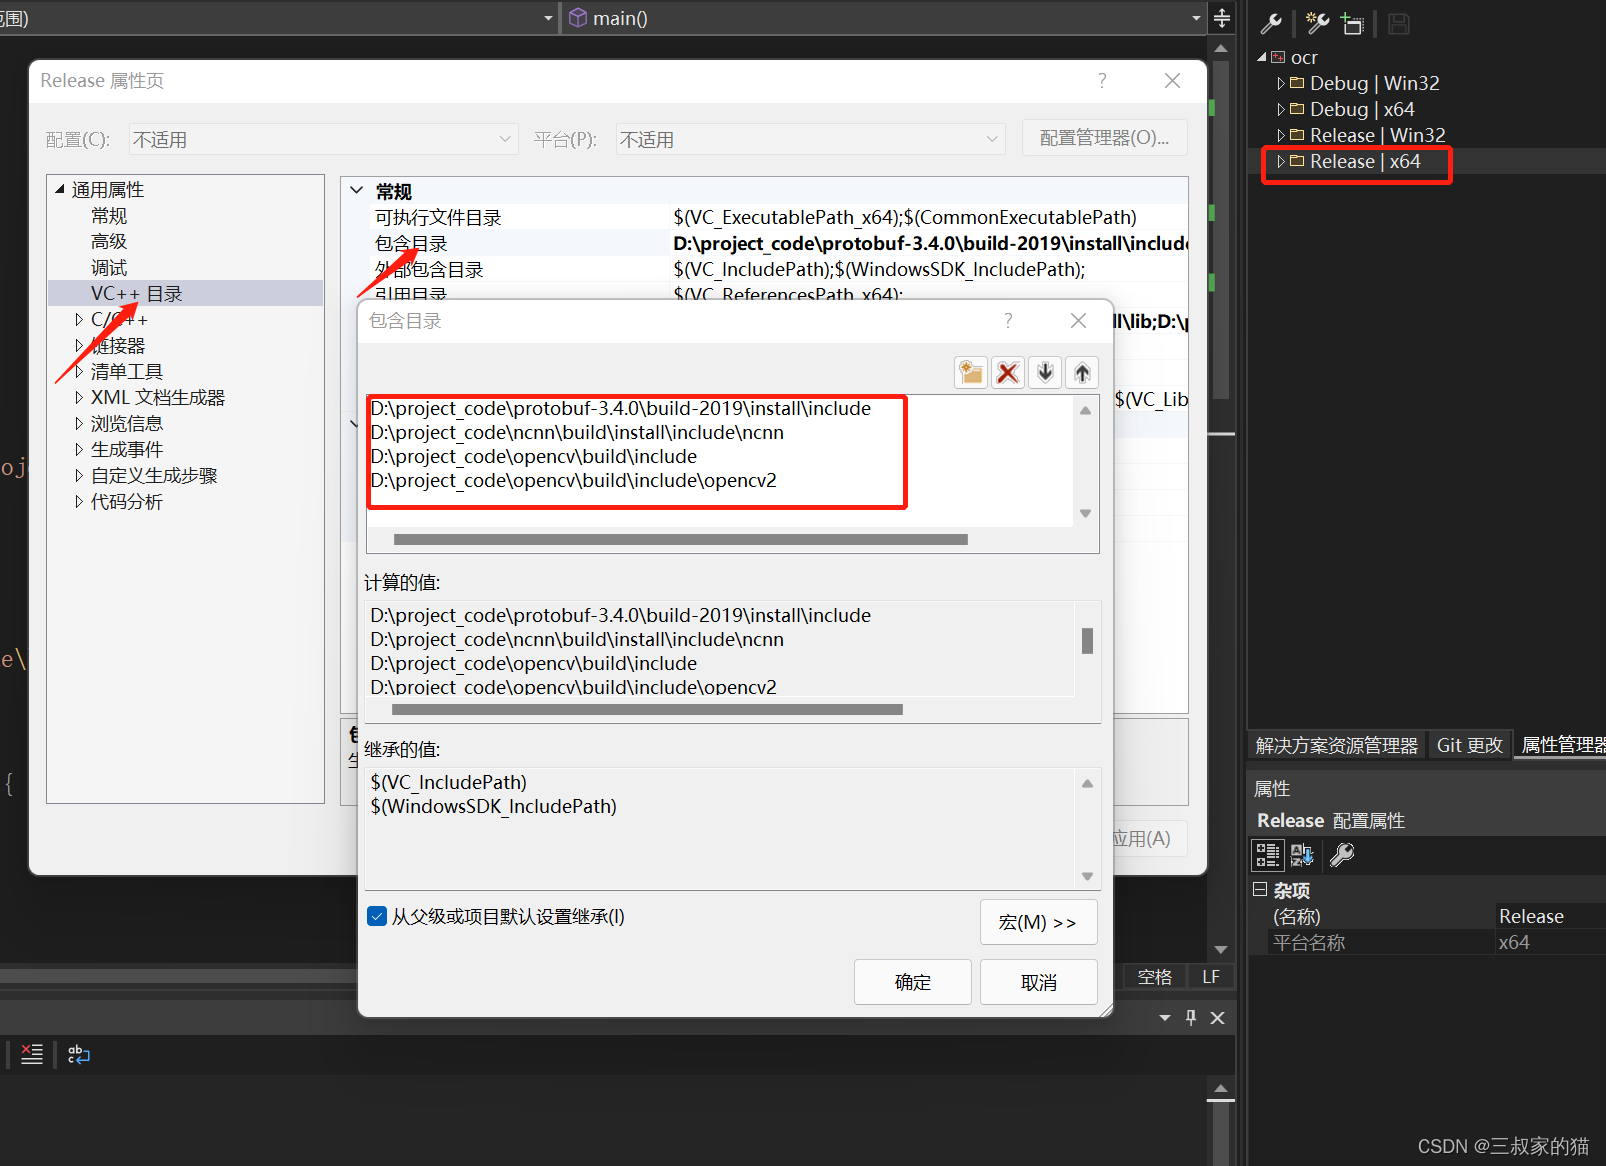 范围)
main()
Release 属性页
?
配置(C):
不适用
平台(P):
不适用
配置管理器(O)...
通用属性
常规
高级
调试
VC++ 目录
C/C++
链接器
清单工具
XML 文档生成器
浏览信息
生成事件
自定义生成步骤
代码分析
常规
可执行文件目录
$(VC_ExecutablePath_x64);$(CommonExecutablePath)
包含目录
D:\project_code\protobuf-3.4.0\build-2019\install\include
外部包含目录
$(VC_IncludePath);$(WindowsSDK_IncludePath);
引用目录
$(VC_ReferencesPath_x64);
ll\lib;D:\
$(VC_Lib
包含目录
?
D:\project_code\protobuf-3.4.0\build-2019\install\include
D:\project_code\ncnn\build\install\include\ncnn
D:\project_code\opencv\build\include
D:\project_code\opencv\build\include\opencv2
计算的值:
D:\project_code\protobuf-3.4.0\build-2019\install\include
D:\project_code\ncnn\build\install\include\ncnn
D:\project_code\opencv\build\include
D:\project_code\opencv\build\include\opencv2
继承的值:
$(VC_IncludePath)
$(WindowsSDK_IncludePath)
从父级或项目默认设置继承(I)
宏(M) >>
确定
取消
应用(A)
oj
e\
{
空格
LF
ocr
Debug | Win32
Debug | x64
Release | Win32
Release | x64
解决方案资源管理器
Git 更改
属性管理器
属性
Release 配置属性
杂项
(名称)
Release
平台名称
x64
CSDN @三叔家的猫